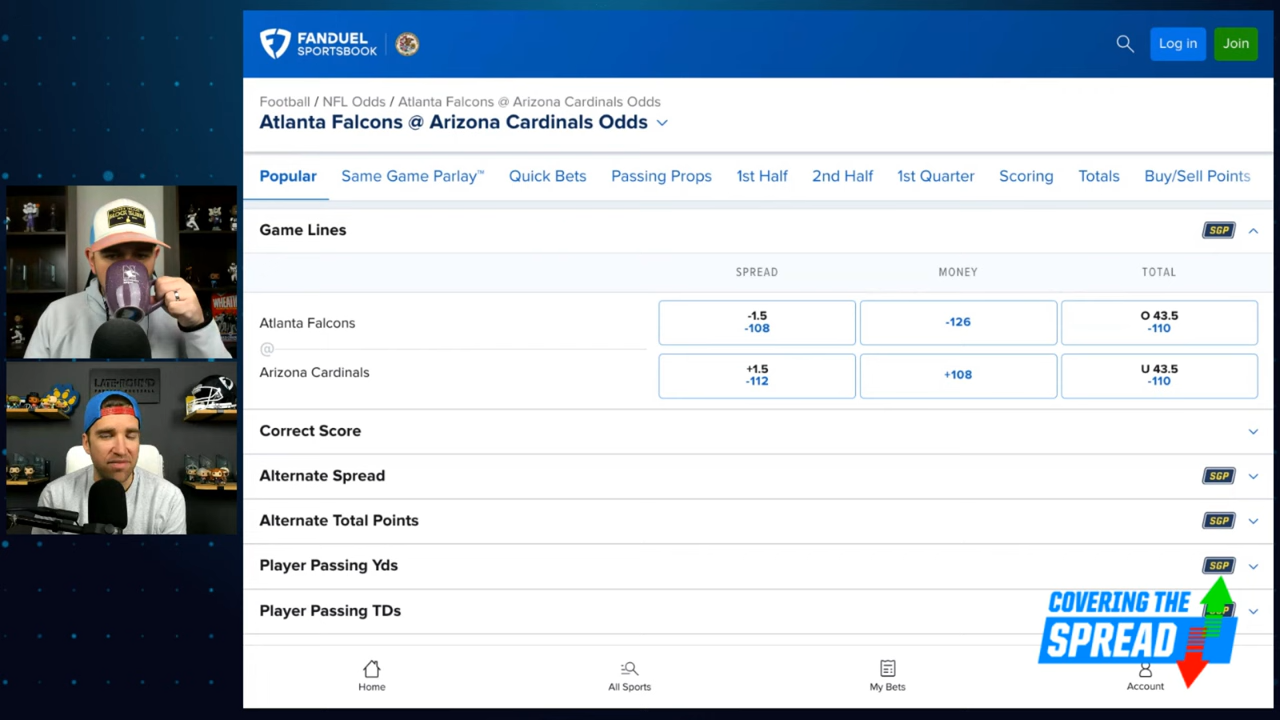 FANDUEL
SPORTSBOOK
Log in
Join
Football / NFL Odds / Atlanta Falcons @ Arizona Cardinals Odds
Atlanta Falcons @ Arizona Cardinals Odds
Popular Same Game Parlay™ Quick Bets Passing Props 1st Half 2nd Half 1st Quarter Scoring Totals Buy/Sell Points
Game Lines SGP
SPREAD MONEY TOTAL
Atlanta Falcons
-1.5
-108
-126
O 43.5
-110
@
Arizona Cardinals
+1.5
-112
+108
U 43.5
-110
Correct Score
Alternate Spread SGP
Alternate Total Points SGP
Player Passing Yds SGP
Player Passing TDs
COVERING THE
SPREAD
Home All Sports My Bets Account